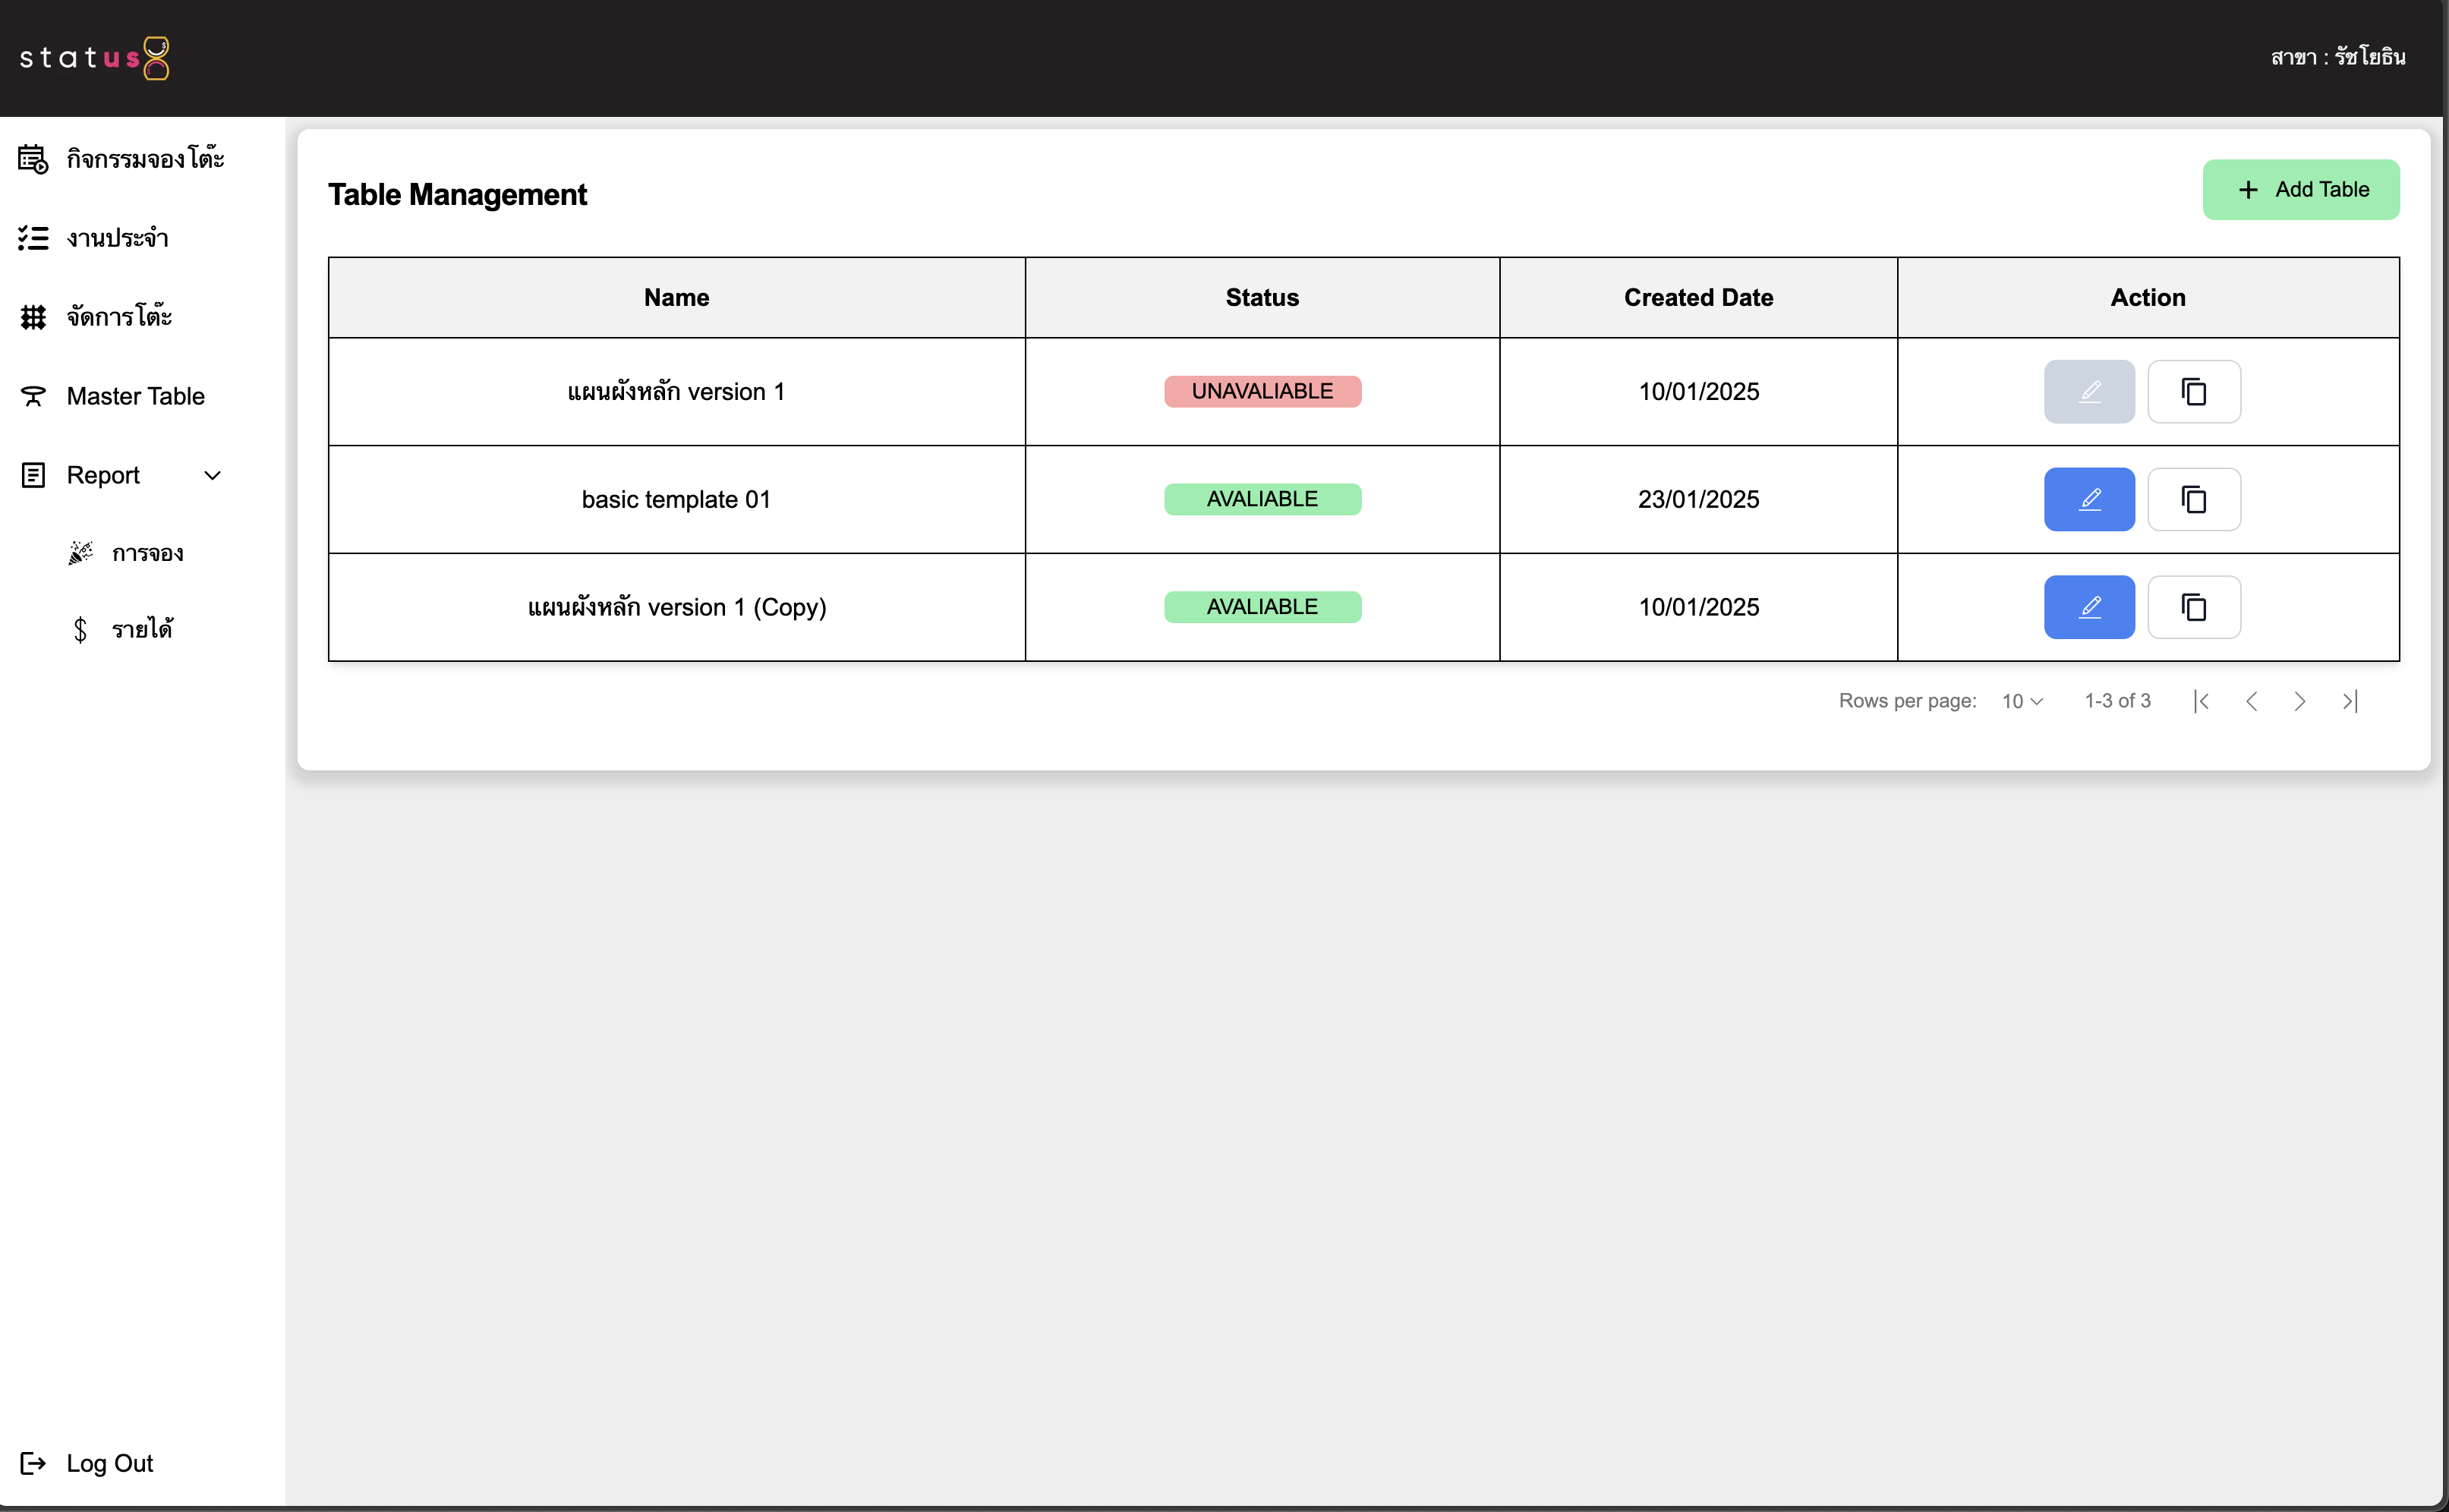 status
สาขา : รัชโยธิน
กิจกรรมจองโต๊ะ
งานประจำ
จัดการโต๊ะ
Master Table
Report
การจอง
รายได้
Log Out
Table Management
+ Add Table
Name Status Created Date Action
แผนผังหลัก version 1 UNAVALIABLE 10/01/2025
basic template 01 AVALIABLE 23/01/2025
แผนผังหลัก version 1 (Copy) AVALIABLE 10/01/2025
Rows per page: 10 1-3 of 3